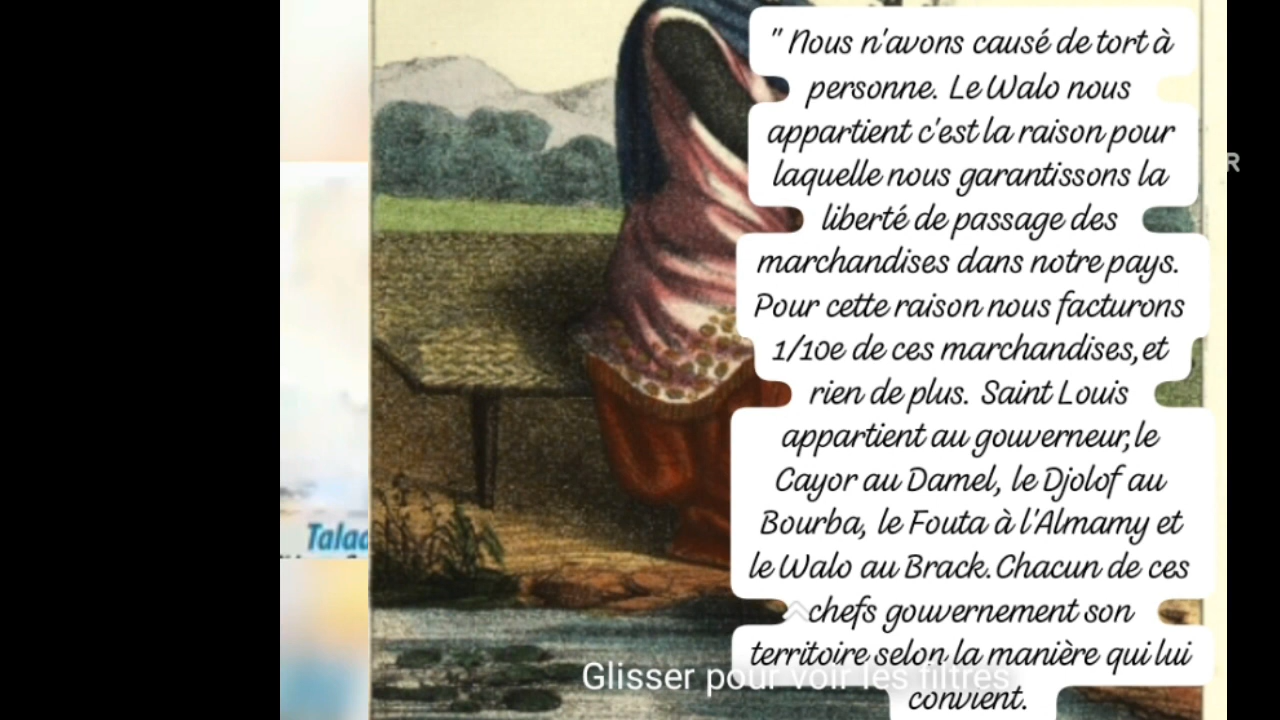 " Nous n'avons causé de tort à
personne. Le Walo nous
appartient c'est la raison pour
laquelle nous garantissons la
liberté de passage des
marchandises dans notre pays.
Pour cette raison nous facturons
1/10e de ces marchandises,et
rien de plus. Saint Louis
appartient au gouverneur,le
Cayor au Damel, le Djolof au
Bourba, le Fouta à l'Almamy et
le Walo au Brack.Chacun de ces
chefs gouvernement son
territoire selon la manière qui lui
convient.
Glisser pour voir les filtres
R